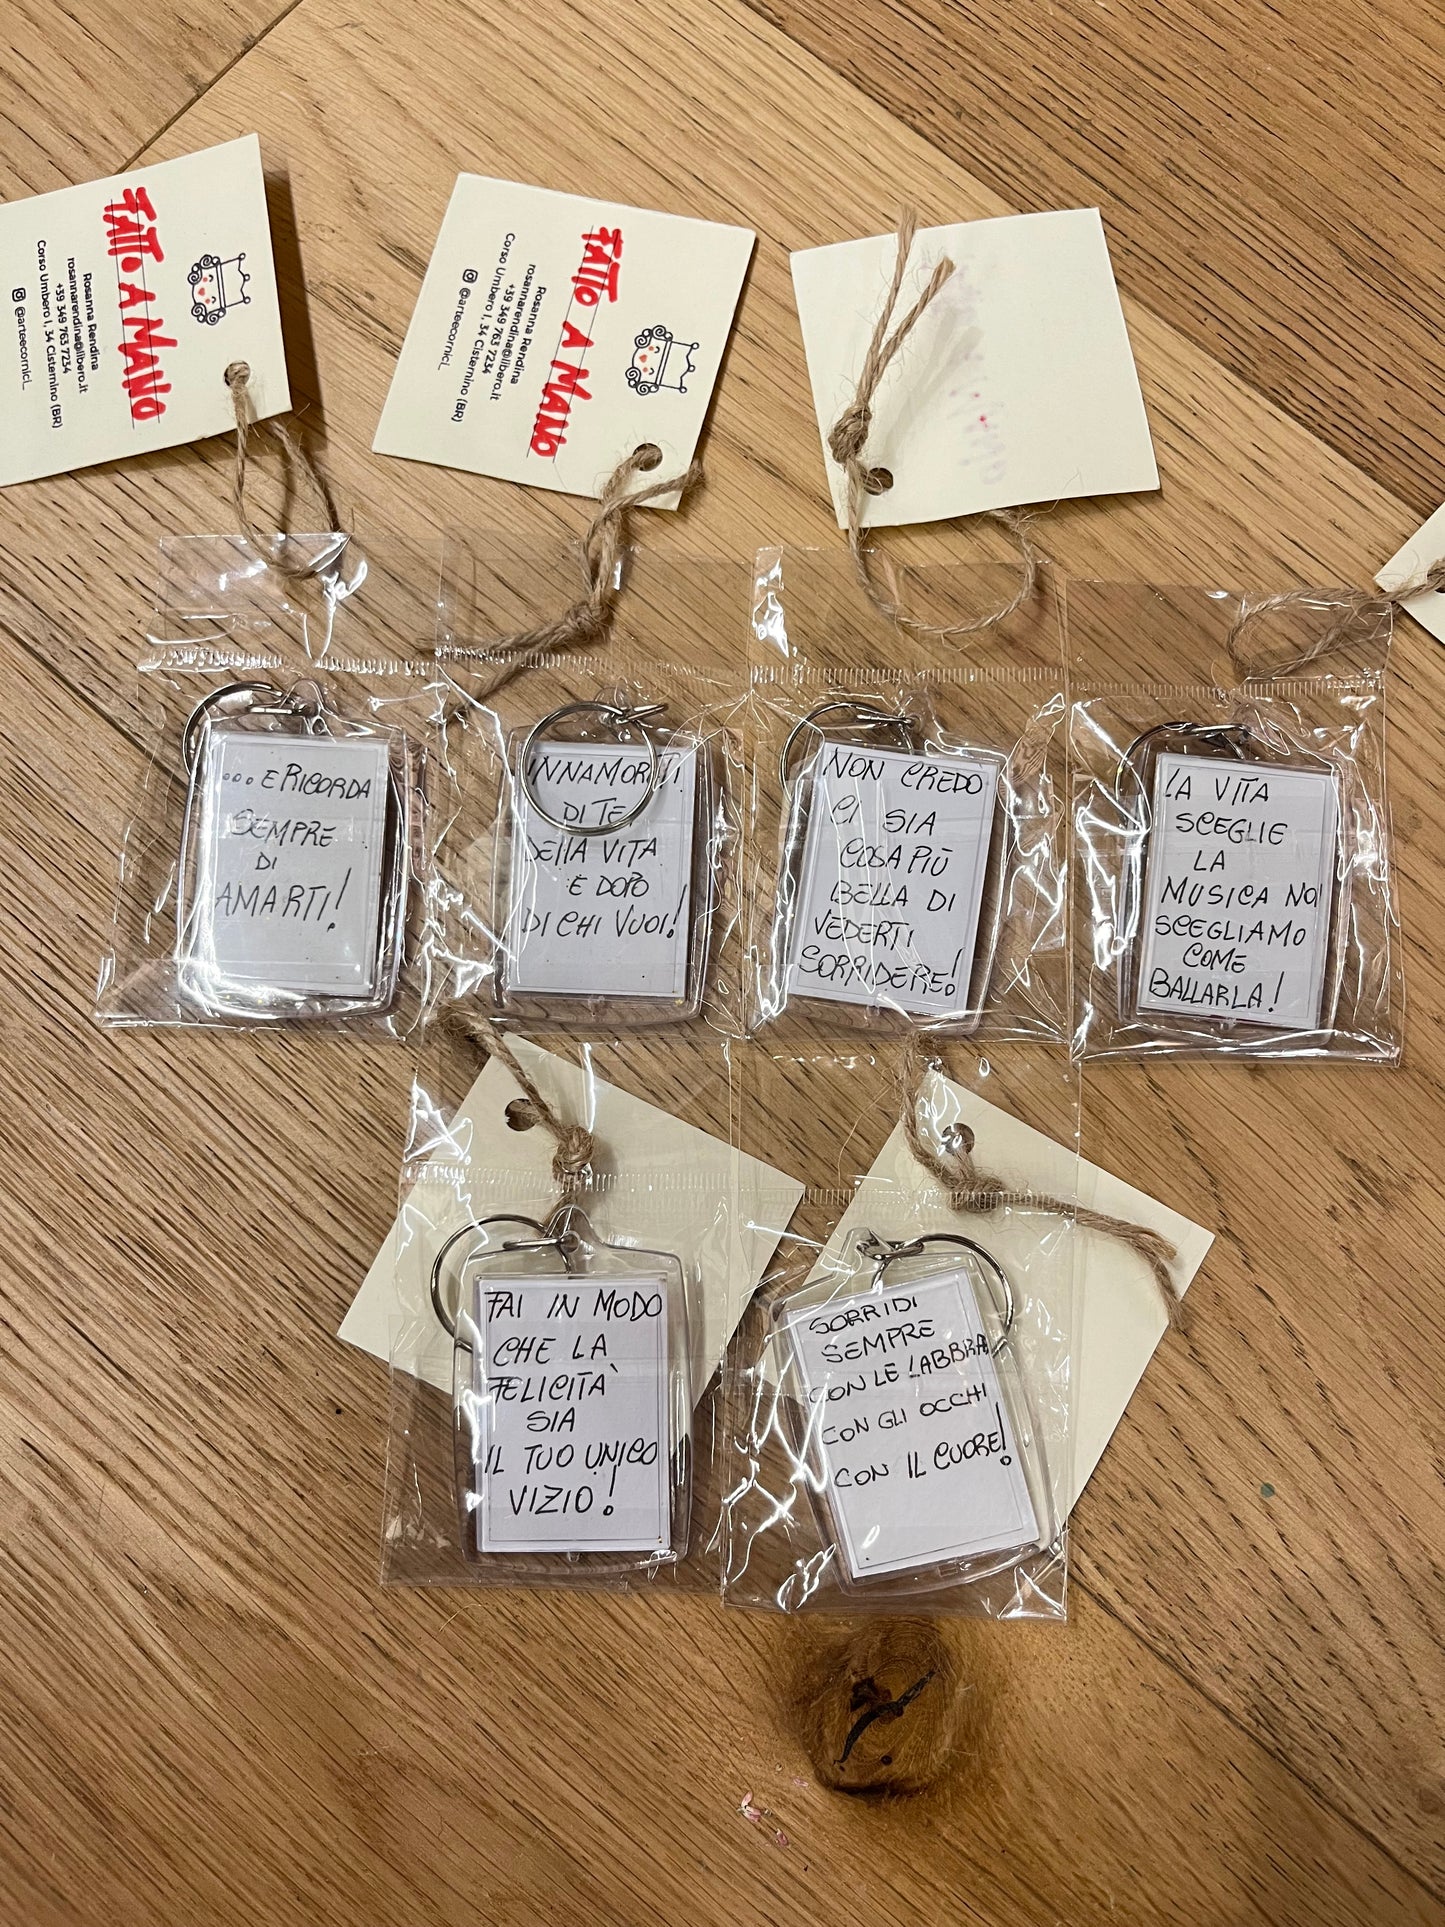 FATTO A MANO
Rosanna Rendina
rosannarendina@libero.it
+39 349 763 7234
Corso Umbero I, 34 Cisternino (BR)
@arteecornici_
FATTO A MANO
Rosanna Rendina
rosannarendina@libero.it
+39 349 763 7234
Corso Umbero I, 34 Cisternino (BR)
@arteecornici_
...E RICORDA
SEMPRE
DI
AMARTI!
INNAMORATI
DI TE,
DELLA VITA
E DOPO
DI CHI VUOI!
NON CREDO
CI SIA
COSA PIÙ
BELLA DI
VEDERTI
SORRIDERE!
LA VITA
SCEGLIE
LA
MUSICA NOI
SCEGLIAMO
COME
BALLARLA!
FAI IN MODO
CHE LA
FELICITÀ
SIA
IL TUO UNICO
VIZIO!
SORRIDI
SEMPRE
CON LE LABBRA
CON GLI OCCHI
CON IL CUORE!